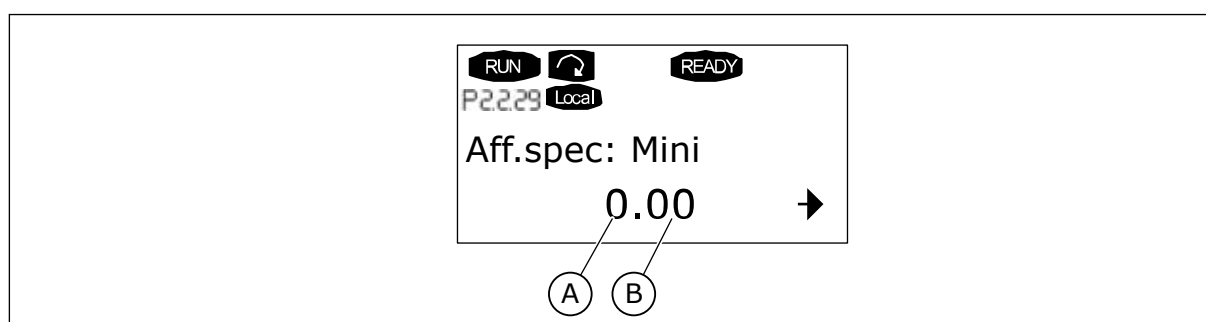 RUN READY
P2.2.29 Local
Aff.spec: Mini
0.00
A B